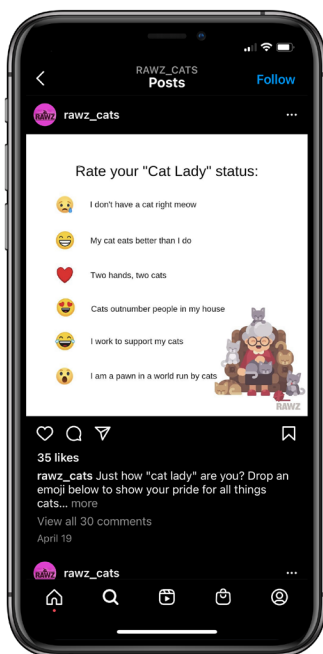 RAWZ_CATS
Posts
Follow
RAWZ
rawz_cats
Rate your "Cat Lady" status:
I don't have a cat right meow
My cat eats better than I do
Two hands, two cats
Cats outnumber people in my house
I work to support my cats
I am a pawn in a world run by cats
RAWZ
35 likes
rawz_cats Just how "cat lady" are you? Drop an
emoji below to show your pride for all things
cats... more
View all 30 comments
April 19
RAWZ
rawz_cats